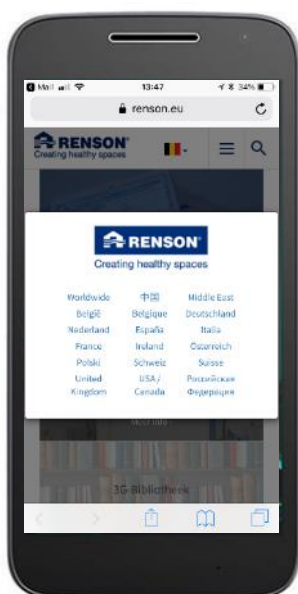 Mail
13:47
34%
renson.eu
RENSON
Creating healthy spaces
RENSON
Creating healthy spaces
Worldwide 中国 Middle East
België Belgique Deutschland
Nederland España Italia
France Ireland Österreich
Polski Schweiz Suisse
United Kingdom USA / Canada Российская Федерация
Meer info
3G-Bibliotheek